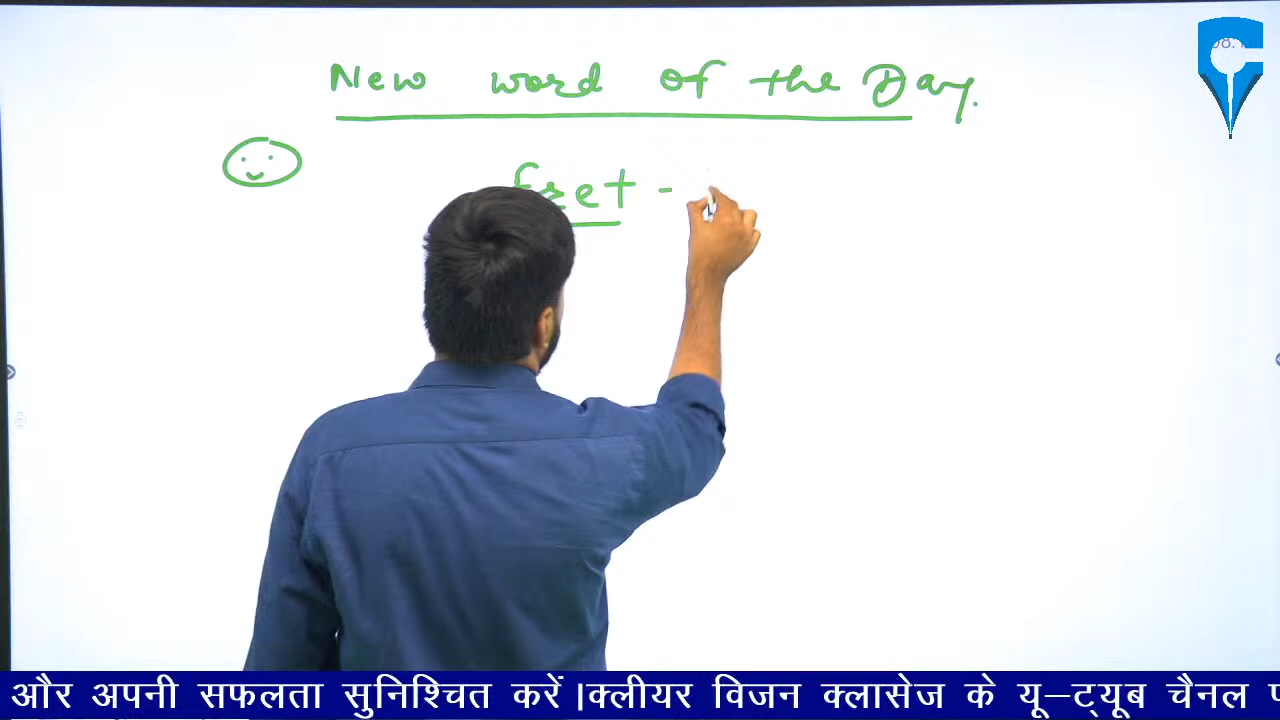 New word of the Day.
fret -
और अपनी सफलता सुनिश्चित करें ।क्लीयर विजन क्लासेज के यू–ट्यूब चैनल